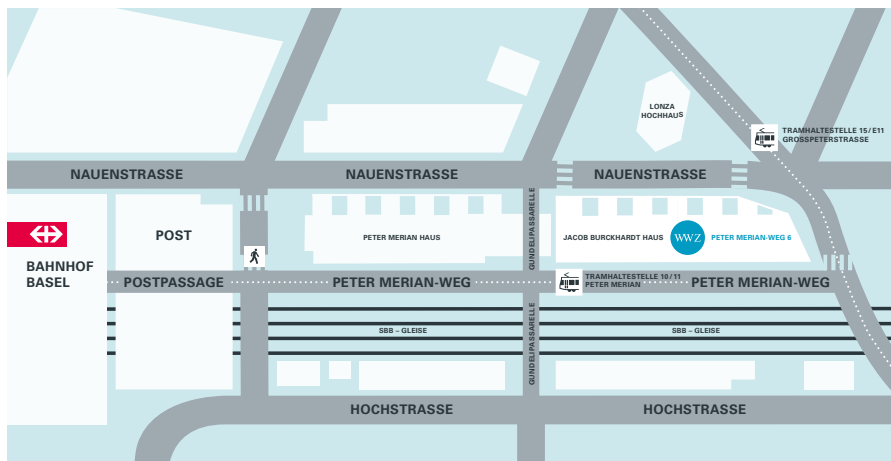 LONZA
HOCHHAUS
TRAMHALTESTELLE 15/E11
GROSSPETERSTRASSE
NAUENSTRASSE
NAUENSTRASSE
NAUENSTRASSE
GUNDELIPASSARELLE
POST
PETER MERIAN HAUS
JACOB BURCKHARDT HAUS
WWZ
PETER MERIAN-WEG 6
BAHNHOF
BASEL
POSTPASSAGE
PETER MERIAN-WEG
TRAMHALTESTELLE 10/11
PETER MERIAN
PETER MERIAN-WEG
SBB – GLEISE
SBB – GLEISE
GUNDELIPASSARELLE
HOCHSTRASSE
HOCHSTRASSE